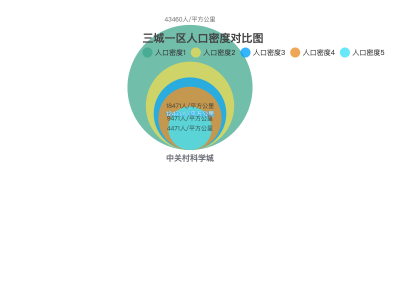 43460人/平方公里
三城一区人口密度对比图
人口密度1 人口密度2 人口密度3 人口密度4 人口密度5
18471人/平方公里
9471人/平方公里
4471人/平方公里
中关村科学城